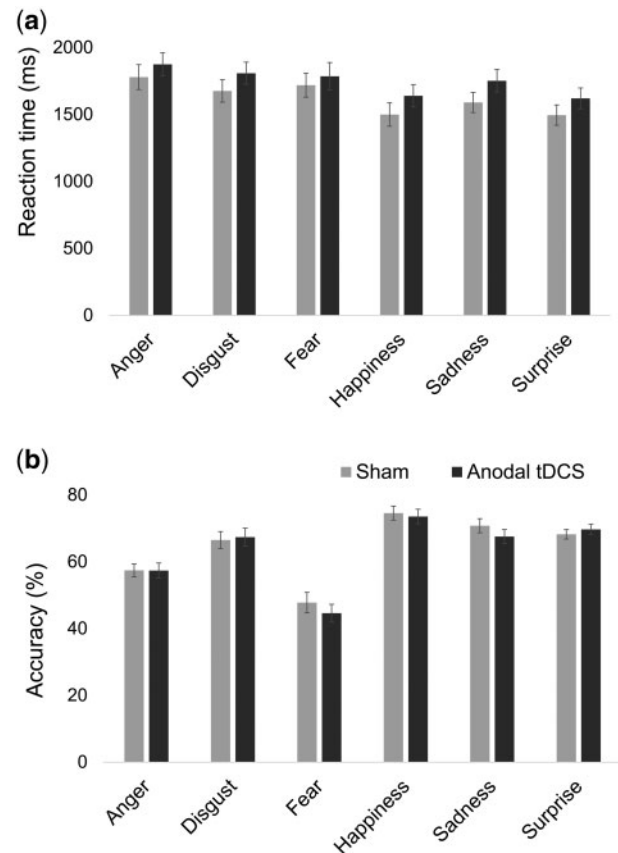 (a)
Reaction time (ms)
2000
1500
1000
500
0
Anger
Disgust
Fear
Happiness
Sadness
Surprise
(b)
Sham
Anodal tDCS
Accuracy (%)
80
60
40
20
0
Anger
Disgust
Fear
Happiness
Sadness
Surprise